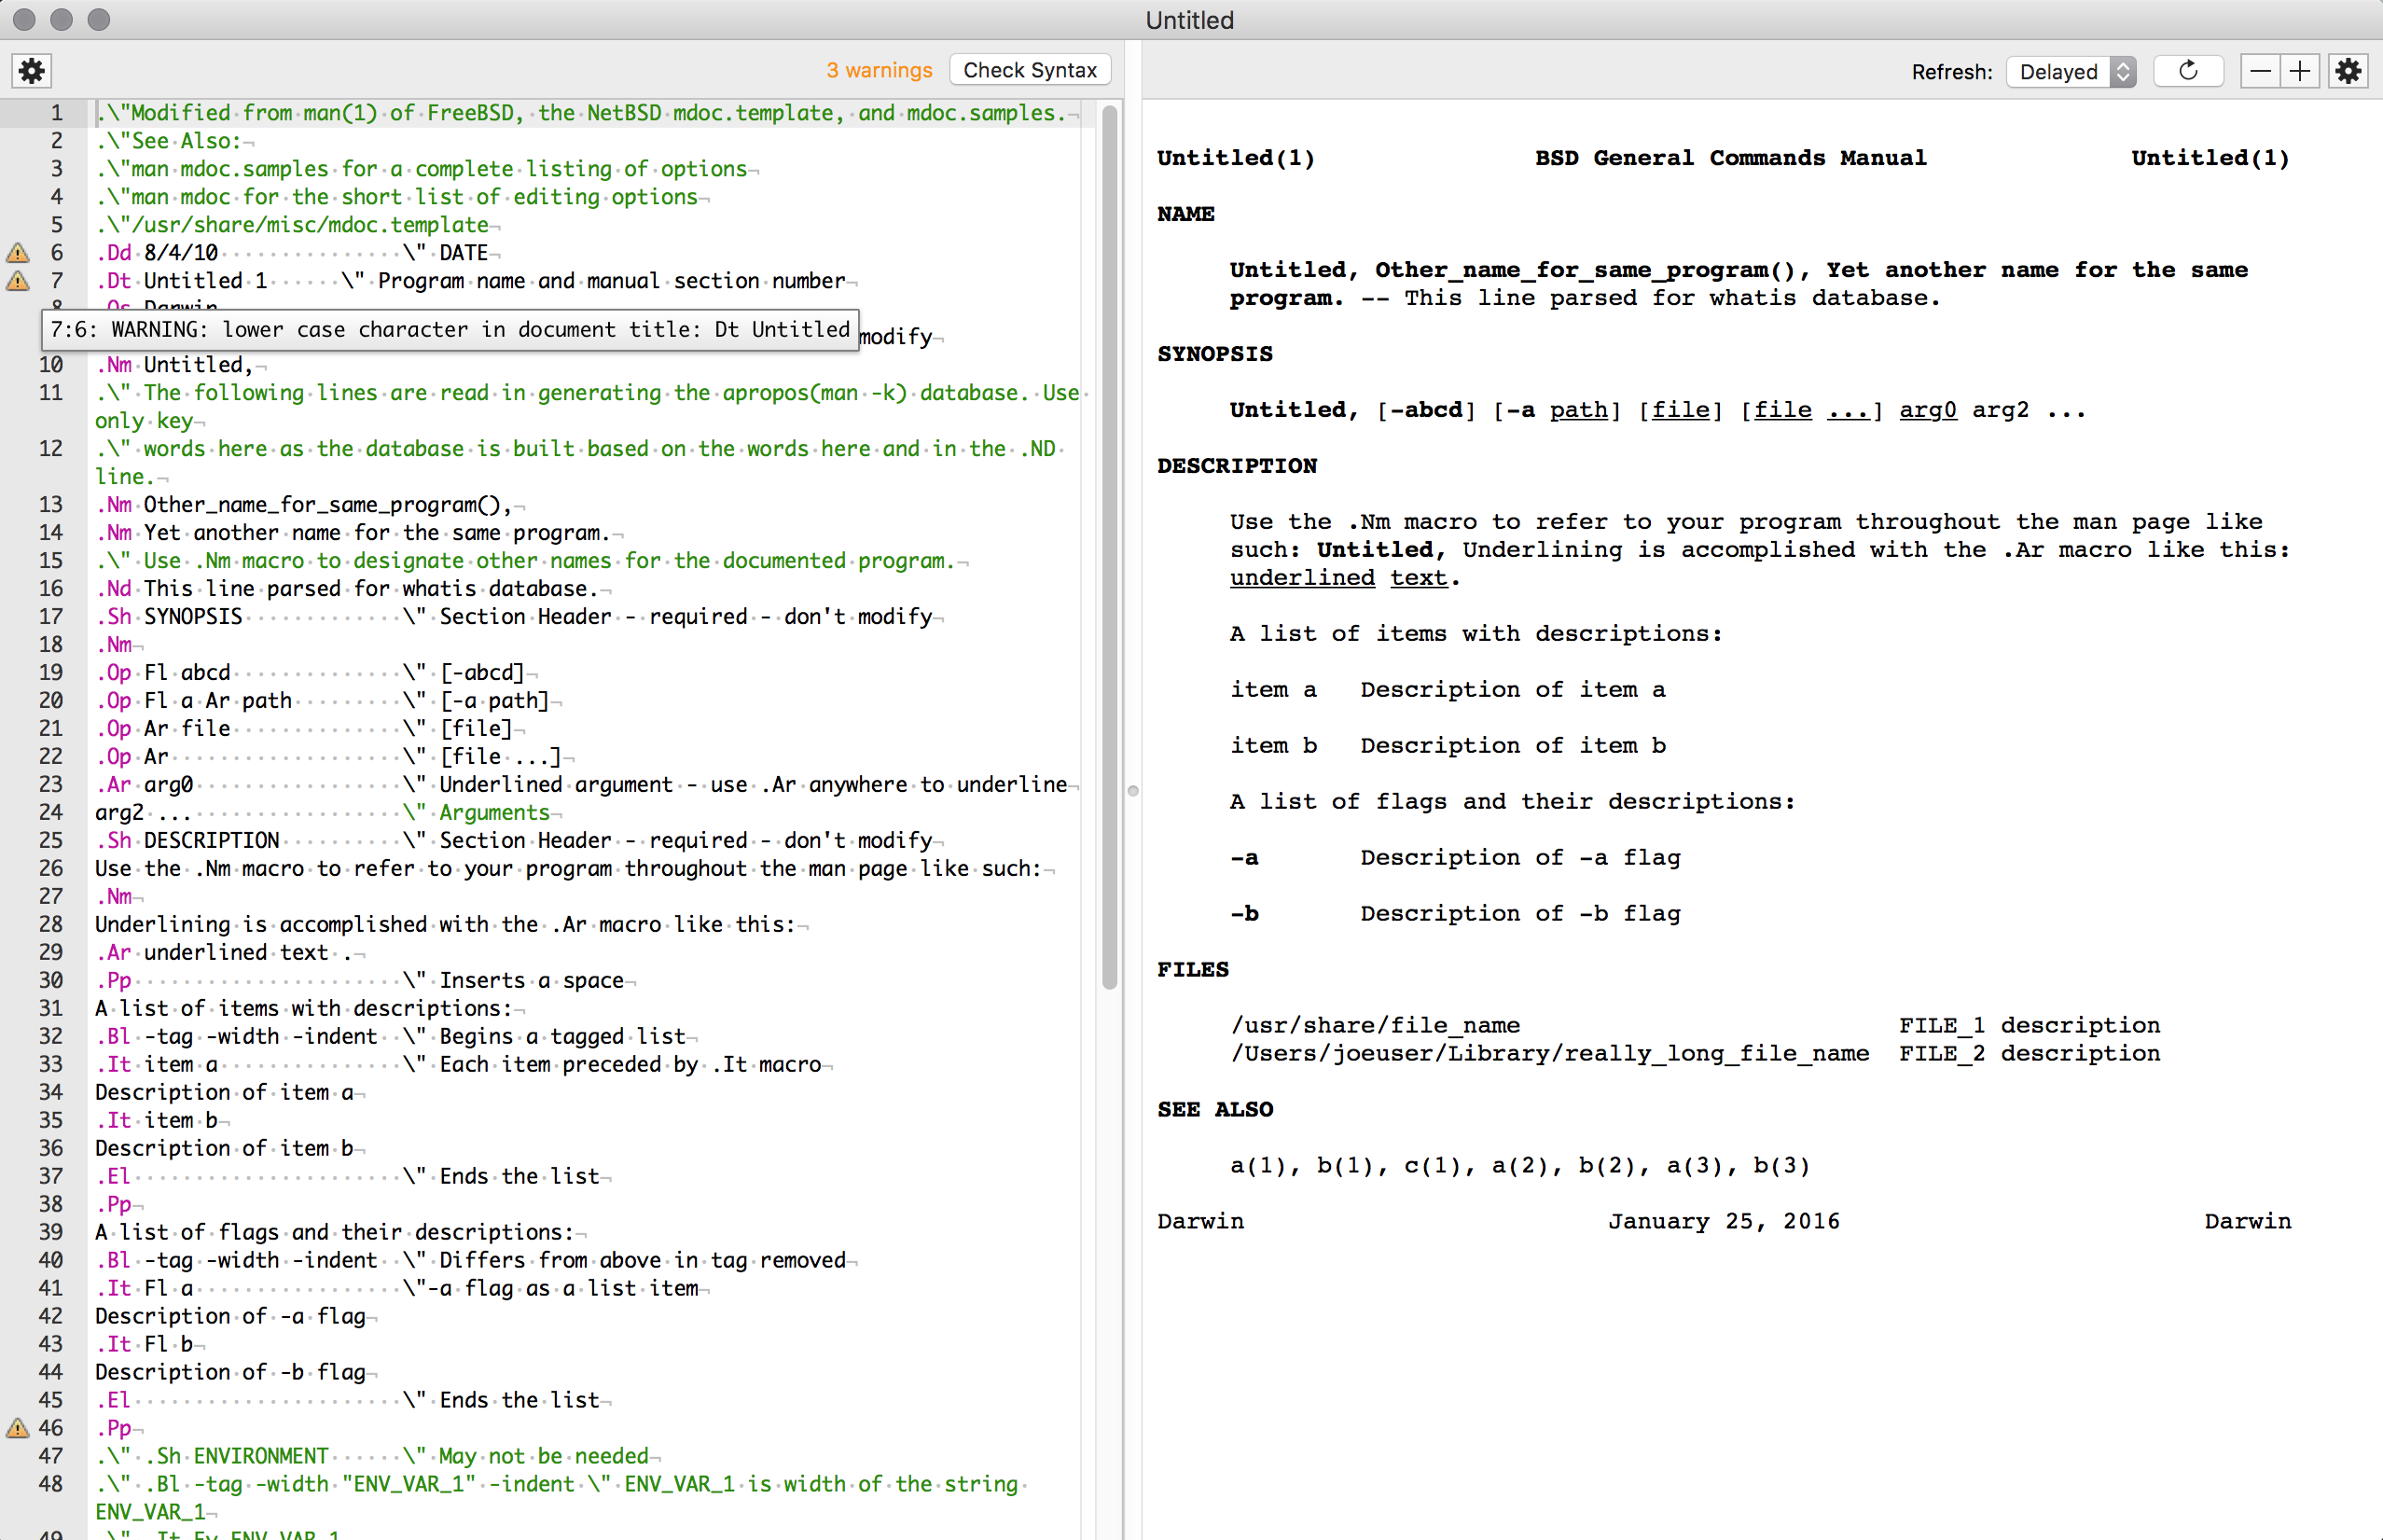 Untitled
3 warnings
Check Syntax
Refresh:
Delayed
1 .\"Modified from man(1) of FreeBSD, the NetBSD mdoc.template, and mdoc.samples.
2 .\"See Also:
3 .\"man mdoc.samples for a complete listing of options
4 .\"man mdoc for the short list of editing options
5 .\"/usr/share/misc/mdoc.template
6 .Dd 8/4/10 \" DATE
7 .Dt Untitled 1 \" Program name and manual section number
8 .Os Darwin
7:6: WARNING: lower case character in document title: Dt Untitled
modify
10 .Nm Untitled,
11 .\" The following lines are read in generating the apropos(man -k) database. Use
only key
12 .\" words here as the database is built based on the words here and in the .ND
line.
13 .Nm Other_name_for_same_program(),
14 .Nm Yet another name for the same program.
15 .\" Use .Nm macro to designate other names for the documented program.
16 .Nd This line parsed for whatis database.
17 .Sh SYNOPSIS \" Section Header - required - don't modify
18 .Nm
19 .Op Fl abcd \" [-abcd]
20 .Op Fl a Ar path \" [-a path]
21 .Op Ar file \" [file]
22 .Op Ar \" [file ...]
23 .Ar arg0 \" Underlined argument - use .Ar anywhere to underline
24 arg2 ... \" Arguments
25 .Sh DESCRIPTION \" Section Header - required - don't modify
26 Use the .Nm macro to refer to your program throughout the man page like such:
27 .Nm
28 Underlining is accomplished with the .Ar macro like this:
29 .Ar underlined text .
30 .Pp \" Inserts a space
31 A list of items with descriptions:
32 .Bl -tag -width -indent \" Begins a tagged list
33 .It item a \" Each item preceded by .It macro
34 Description of item a
35 .It item b
36 Description of item b
37 .El \" Ends the list
38 .Pp
39 A list of flags and their descriptions:
40 .Bl -tag -width -indent \" Differs from above in tag removed
41 .It Fl a \"-a flag as a list item
42 Description of -a flag
43 .It Fl b
44 Description of -b flag
45 .El \" Ends the list
46 .Pp
47 .\" .Sh ENVIRONMENT \" May not be needed
48 .\" .Bl -tag -width "ENV_VAR_1" -indent \" ENV_VAR_1 is width of the string
ENV_VAR_1
49 .\" .It Ev ENV_VAR_1
Untitled(1) BSD General Commands Manual Untitled(1)
NAME
Untitled, Other_name_for_same_program(), Yet another name for the same
program. -- This line parsed for whatis database.
SYNOPSIS
Untitled, [-abcd] [-a path] [file] [file ...] arg0 arg2 ...
DESCRIPTION
Use the .Nm macro to refer to your program throughout the man page like
such: Untitled, Underlining is accomplished with the .Ar macro like this:
underlined text.
A list of items with descriptions:
item a Description of item a
item b Description of item b
A list of flags and their descriptions:
-a Description of -a flag
-b Description of -b flag
FILES
/usr/share/file_name FILE_1 description
/Users/joeuser/Library/really_long_file_name FILE_2 description
SEE ALSO
a(1), b(1), c(1), a(2), b(2), a(3), b(3)
Darwin January 25, 2016 Darwin